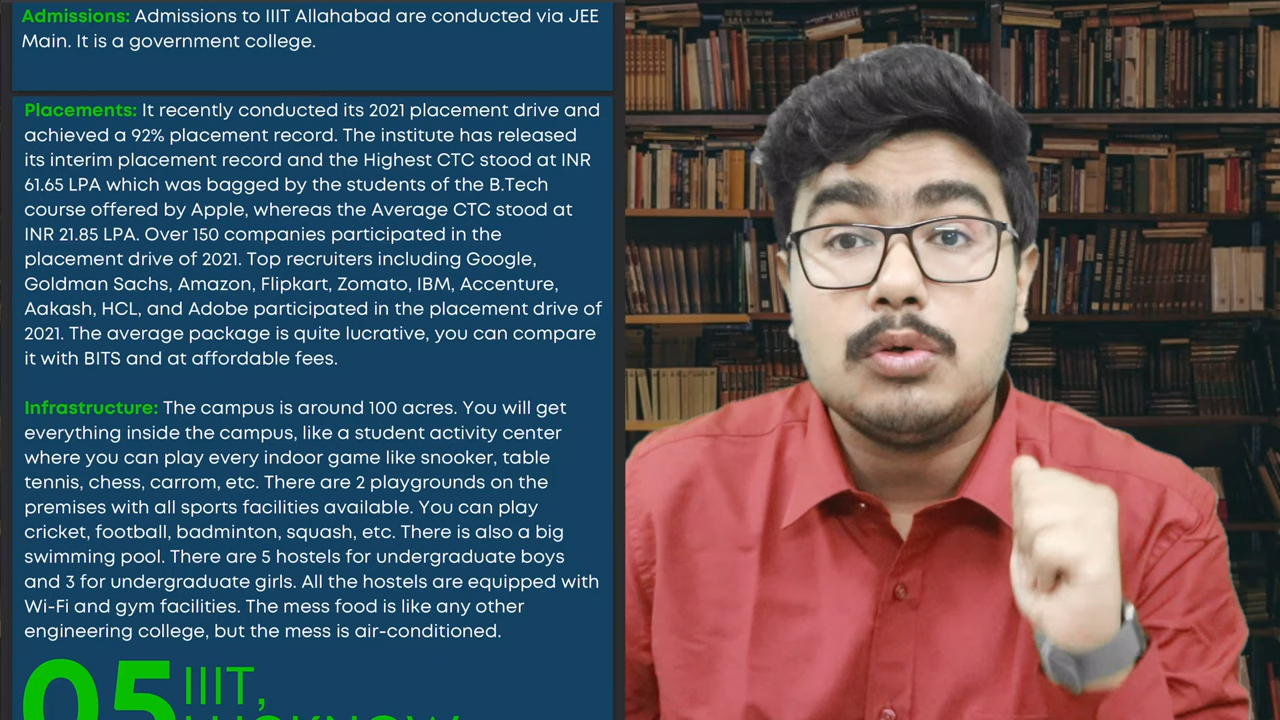 Admissions: Admissions to IIIT Allahabad are conducted via JEE
Main. It is a government college.
Placements: It recently conducted its 2021 placement drive and
achieved a 92% placement record. The institute has released
its interim placement record and the Highest CTC stood at INR
61.65 LPA which was bagged by the students of the B.Tech
course offered by Apple, whereas the Average CTC stood at
INR 21.85 LPA. Over 150 companies participated in the
placement drive of 2021. Top recruiters including Google,
Goldman Sachs, Amazon, Flipkart, Zomato, IBM, Accenture,
Aakash, HCL, and Adobe participated in the placement drive of
2021. The average package is quite lucrative, you can compare
it with BITS and at affordable fees.
Infrastructure: The campus is around 100 acres. You will get
everything inside the campus, like a student activity center
where you can play every indoor game like snooker, table
tennis, chess, carrom, etc. There are 2 playgrounds on the
premises with all sports facilities available. You can play
cricket, football, badminton, squash, etc. There is also a big
swimming pool. There are 5 hostels for undergraduate boys
and 3 for undergraduate girls. All the hostels are equipped with
Wi-Fi and gym facilities. The mess food is like any other
engineering college, but the mess is air-conditioned.
05 IIIT,
LUCKNOW